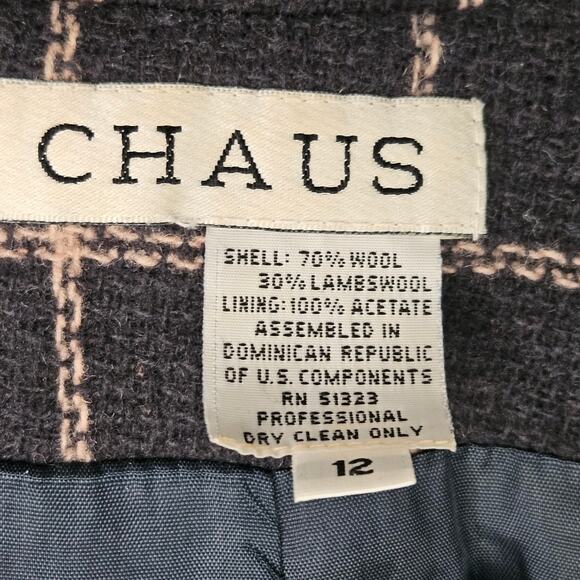 CHAUS
SHELL: 70% WOOL
30% LAMBSWOOL
LINING: 100% ACETATE
ASSEMBLED IN
DOMINICAN REPUBLIC
OF U.S. COMPONENTS
RN 51323
PROFESSIONAL
DRY CLEAN ONLY
12